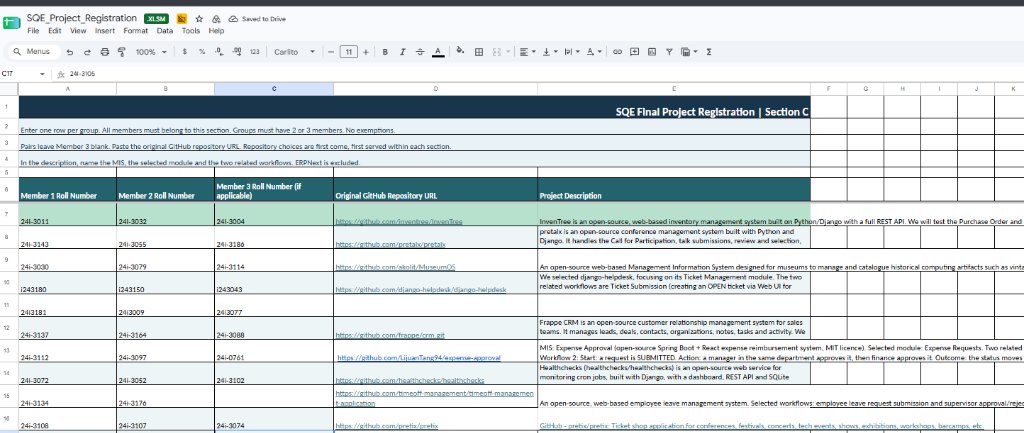 SQE_Project_Registration .XLSM Saved to Drive
File Edit View Insert Format Data Tools Help
Menus 100% $ % .0 .00 123 Carlito 11 B I A
C17 fx 24I-3105
A B C D E F G H I J K
1 SQE Final Project Registration | Section C
2 Enter one row per group. All members must belong to this section. Groups must have 2 or 3 members. No exemptions.
3 Pairs leave Member 3 blank. Paste the original GitHub repository URL. Repository choices are first come, first served within each section.
4 In the description, name the MIS, the selected module and the two related workflows. ERPNext is excluded.
5
6 Member 1 Roll Number Member 2 Roll Number Member 3 Roll Number (if applicable) Original GitHub Repository URL Project Description
7 24I-3011 24I-3032 24I-3004 https://github.com/inventree/InvenTree InvenTree is an open-source, web-based inventory management system built on Python/Django with a full REST API. We will test the Purchase Order and
8 24i-3143 24i-3055 24i-3186 https://github.com/pretalx/pretalx pretalx is an open-source conference management system built with Python and
Django. It handles the Call for Participation, talk submissions, review and selection,
9 24i-3030 24i-3079 24i-3114 https://github.com/akolit/MuseumOS An open-source web-based Management Information System designed for museums to manage and catalogue historical computing artifacts such as vinta
10 i243180 i243150 i243043 https://github.com/django-helpdesk/django-helpdesk We selected django-helpdesk, focusing on its Ticket Management module. The two
related workflows are Ticket Submission (creating an OPEN ticket via Web UI for
11 24I3181 24I3009 24I3077
12 24i-3137 24i-3164 24i-3088 https://github.com/frappe/crm.git Frappe CRM is an open-source customer relationship management system for sales
teams. It manages leads, deals, contacts, organizations, notes, tasks and activity. We
13 24i-3112 24i-3097 24i-0761 https://github.com/LijuanTang94/expense-approval MIS: Expense Approval (open-source Spring Boot + React expense reimbursement system, MIT licence). Selected module: Expense Requests. Two related
Workflow 2: Start: a request is SUBMITTED. Action: a manager in the same department approves it, then finance approves it. Outcome: the status moves
14 24i-3072 24i-3052 24i-3102 https://github.com/healthchecks/healthchecks Healthchecks (healthchecks/healthchecks) is an open-source web service for
monitoring cron jobs, built with Django, with a dashboard, REST API and SQLite
15 24i-3134 24i-3176 https://github.com/timeoff-management/timeoff-managemen
t-application An open-source, web-based employee leave management system. Selected workflows: employee leave request submission and supervisor approval/rejec
16 24i-3108 24i-3107 24i-3074 https://github.com/pretix/pretix GitHub - pretix/pretix: Ticket shop application for conferences, festivals, concerts, tech events, shows, exhibitions, workshops, barcamps, etc.